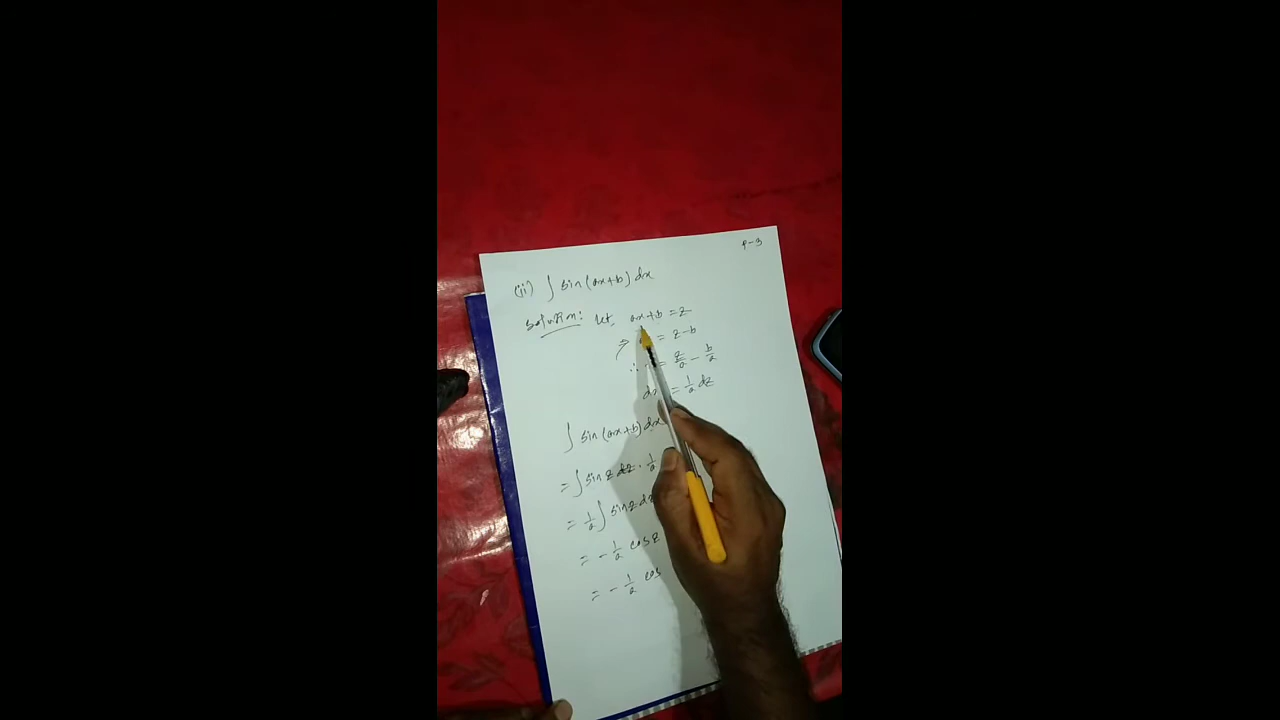 P-3
(ii) ∫ sin(ax+b) dx
Solution: Let, ax+b = z
⇒ = z-b
∴ = z/a - b/a
dx = 1/a dz
∫ sin(ax+b) dx
= ∫ sin z . 1/a
= 1/a ∫ sin z dz
= - 1/a cos z
= - 1/a cos